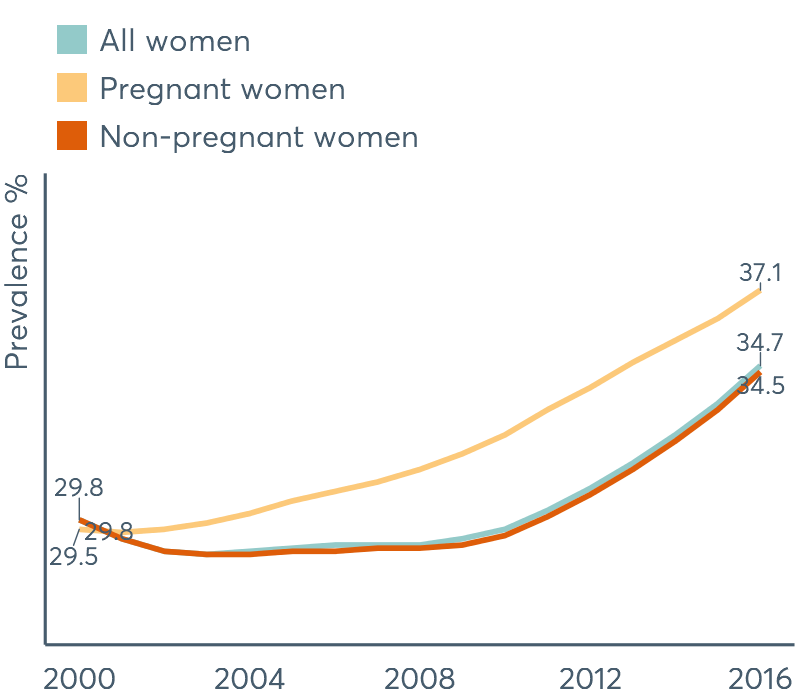 All women
Pregnant women
Non-pregnant women
Prevalence %
37.1
34.7
34.5
29.8
29.8
29.5
2000 2004 2008 2012 2016